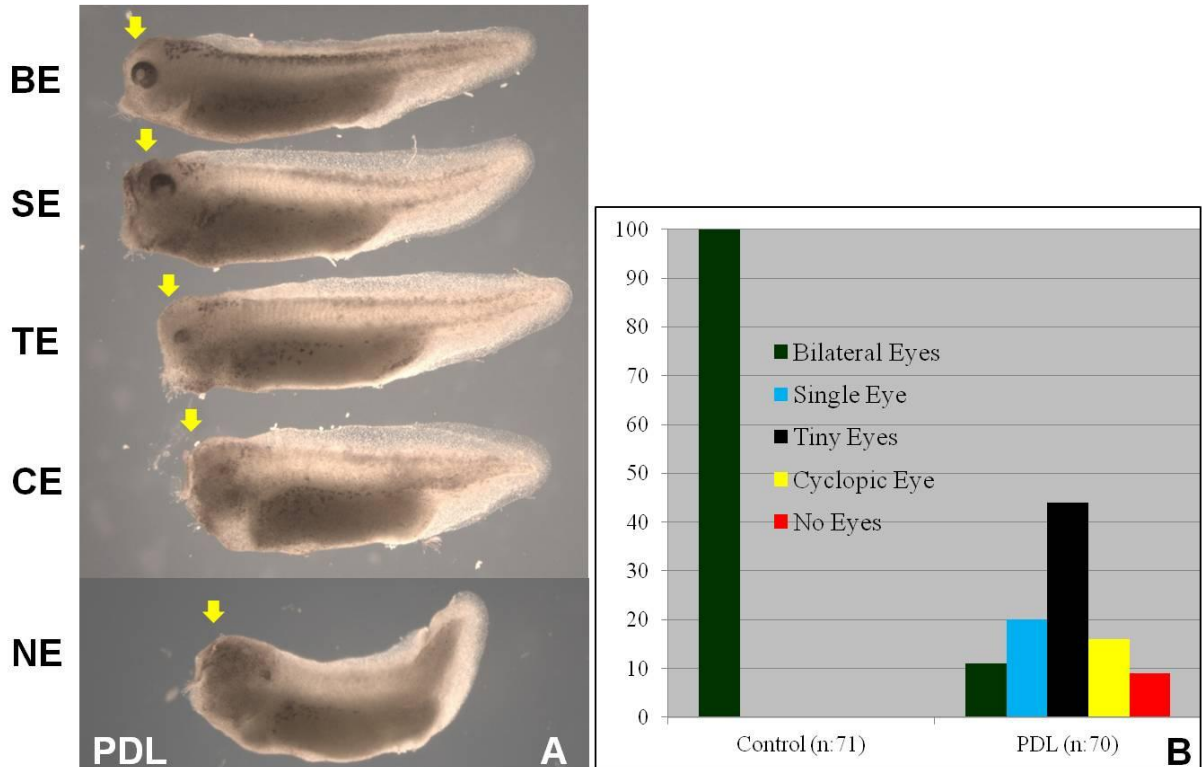 BE
SE
TE
CE
NE
PDL
A
100
90
80
70
60
50
40
30
20
10
0
Bilateral Eyes
Single Eye
Tiny Eyes
Cyclopic Eye
No Eyes
Control (n:71)
PDL (n:70)
B